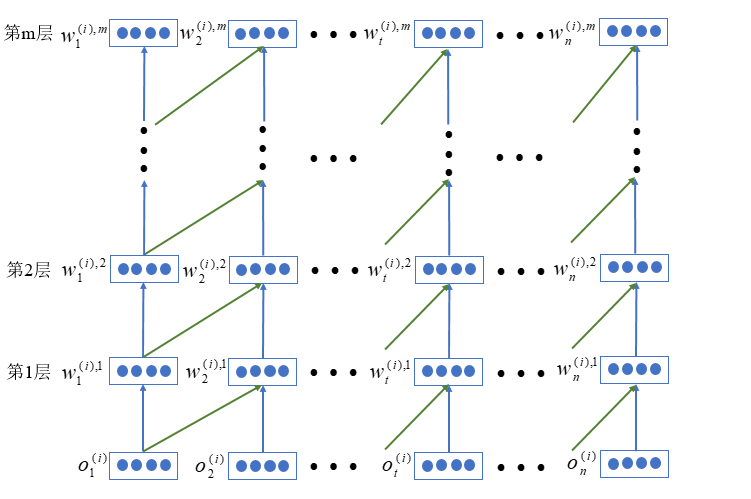 第m层 w_1^{(i),m} w_2^{(i),m} • • • w_t^{(i),m} • • • w_n^{(i),m}
第2层 w_1^{(i),2} w_2^{(i),2} • • • w_t^{(i),2} • • • w_n^{(i),2}
第1层 w_1^{(i),1} w_2^{(i),1} • • • w_t^{(i),1} • • • w_n^{(i),1}
o_1^{(i)} o_2^{(i)} • • • o_t^{(i)} • • • o_n^{(i)}